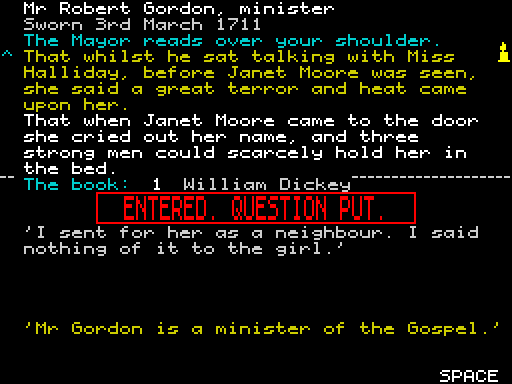 Mr Robert Gordon, minister
Sworn 3rd March 1711
The Mayor reads over your shoulder.
^ That whilst he sat talking with Miss
Halliday, before Janet Moore was seen,
she said a great terror and heat came
upon her.
That when Janet Moore came to the door
she cried out her name, and three
strong men could scarcely hold her in
the bed.
The book: 1 William Dickey
ENTERED. QUESTION PUT.
'I sent for her as a neighbour. I said
nothing of it to the girl.'
'Mr Gordon is a minister of the Gospel.'
SPACE